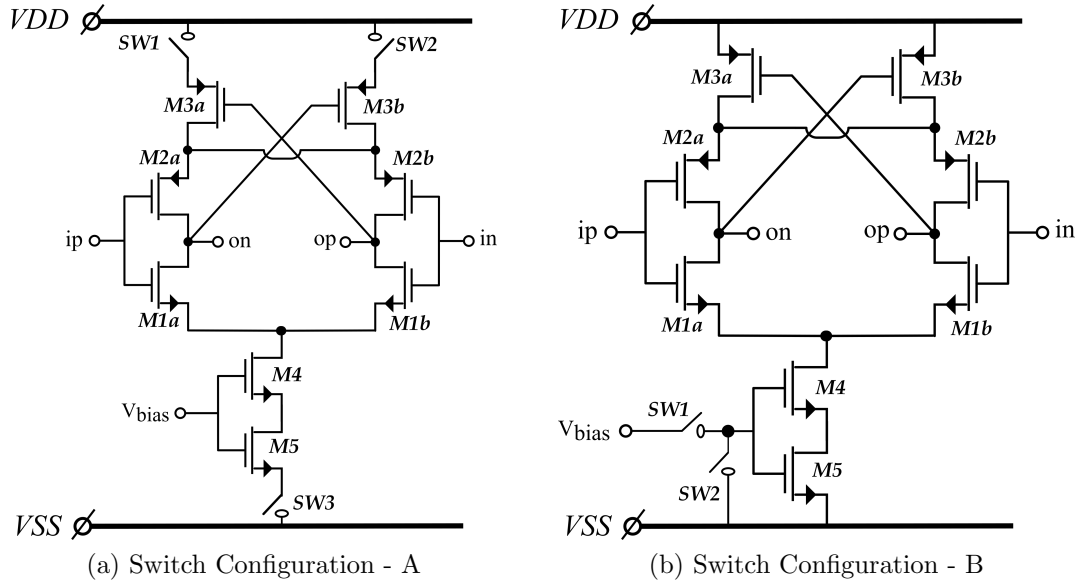 VDD
SW1
SW2
M3a
M3b
M2a
M2b
ip
on
op
in
M1a
M1b
M4
Vbias
M5
SW3
VSS
(a) Switch Configuration - A
VDD
M3a
M3b
M2a
M2b
ip
on
op
in
M1a
M1b
M4
SW1
Vbias
M5
SW2
VSS
(b) Switch Configuration - B